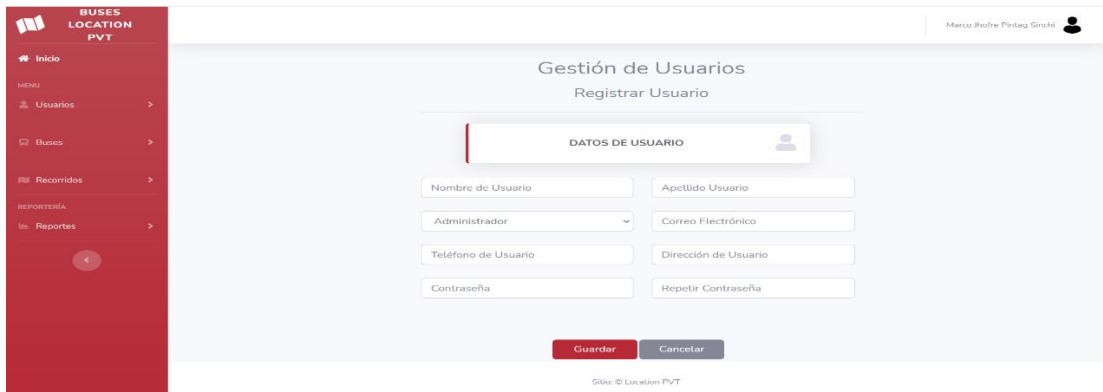 BUSES
LOCATION
PVT
Marco Jhofre Pintag Sinchi
Inicio
MENU
Usuarios
Buses
Recorridos
REPORTERÍA
Reportes
Gestión de Usuarios
Registrar Usuario
DATOS DE USUARIO
Nombre de Usuario
Apellido Usuario
Administrador
Correo Electrónico
Teléfono de Usuario
Dirección de Usuario
Contraseña
Repetir Contraseña
Guardar
Cancelar
Sitio: © Location PVT